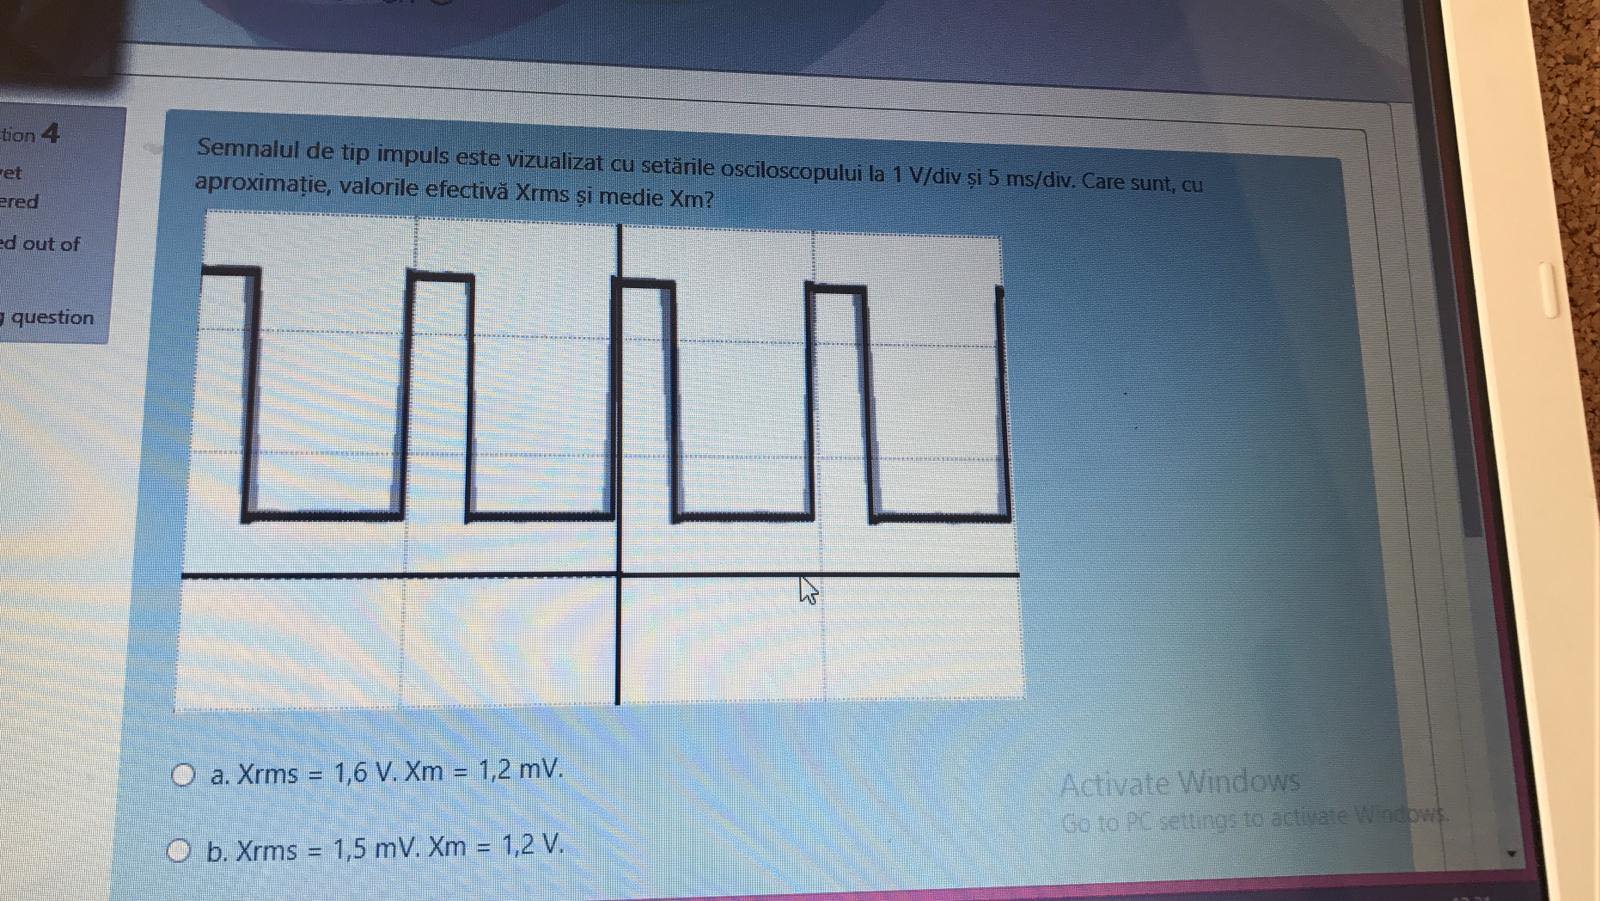 tion 4
ered
ed out of
question
Semnalul de tip impuls este vizualizat cu setările osciloscopului la 1 V/div și 5 ms/div. Care sunt, cu
aproximație, valorile efectivă Xrms și medie Xm?
a. Xrms = 1,6 V. Xm = 1,2 mV.
b. Xrms = 1,5 mV. Xm = 1,2 V.
Activate Windows
Go to PC settings to activate Windows.